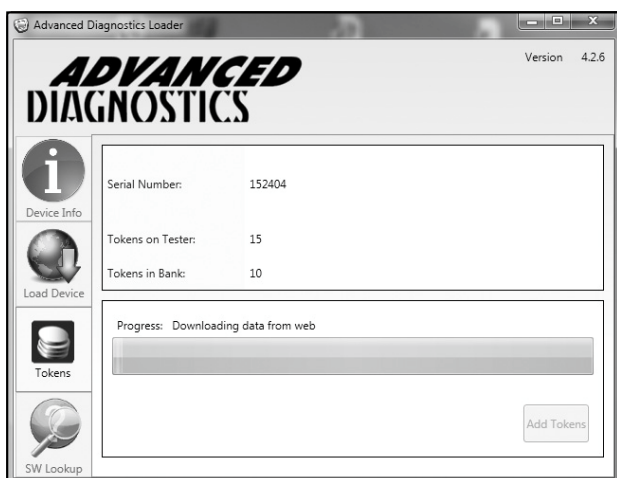 Advanced Diagnostics Loader
Version 4.2.6
ADVANCED
DIAGNOSTICS
Device Info
Load Device
Tokens
SW Lookup
Serial Number: 152404
Tokens on Tester: 15
Tokens in Bank: 10
Progress: Downloading data from web
Add Tokens